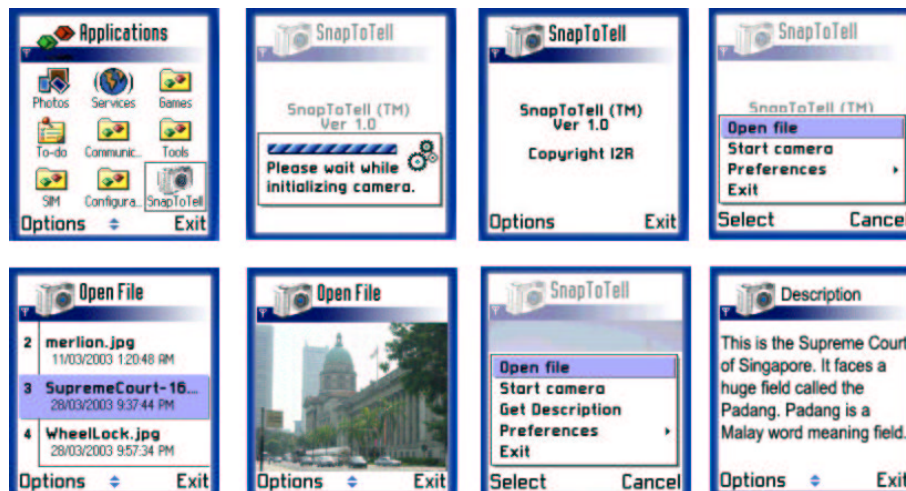 Applications
Photos Services Games
To-do Communic... Tools
SIM Configura... SnapToTell
Options Exit
SnapToTell
SnapToTell (TM)
Ver 1.0
Please wait while
initializing camera.
SnapToTell
SnapToTell (TM)
Ver 1.0
Copyright I2R
Options Exit
SnapToTell
SnapToTell (TM)
Open file
Start camera
Preferences
Exit
Select Cancel
Open File
2 merlion.jpg
11/03/2003 1:20:48 AM
3 SupremeCourt-16...
28/03/2003 9:37:44 PM
4 WheelLock.jpg
28/03/2003 9:57:34 PM
Options Exit
Open File
Options Exit
SnapToTell
Open file
Start camera
Get Description
Preferences
Exit
Select Cancel
Description
This is the Supreme Court
of Singapore. It faces a
huge field called the
Padang. Padang is a
Malay word meaning field.
Options Exit